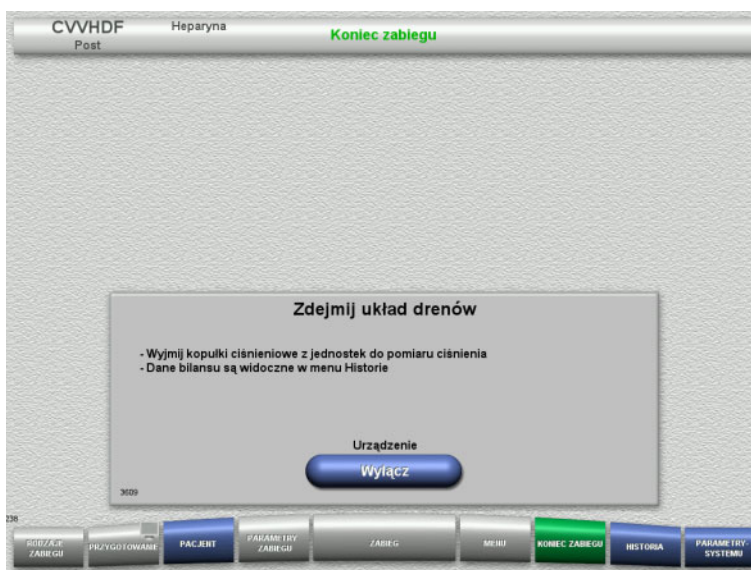 CVVHDF
Post
Heparyna
Koniec zabiegu
Zdejmij układ drenów
- Wyjmij kopulki ciśnieniowe z jednostek do pomiaru ciśnienia
- Dane bilansu są widoczne w menu Historie
Urządzenie
Wyłącz
3609
238
RODZAJE
ZABIEGU
PRZYGOTOWANIE
PACJENT
PARAMETRY
ZABIEGU
ZABIEG
MENU
KONIEC ZABIEGU
HISTORIA
PARAMETRY-
SYSTEMU